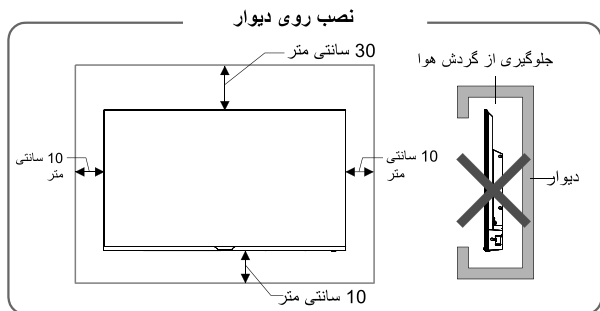 نصب روی دیوار
30 سانتی متر
جلوگیری از گردش هوا
10 سانتی
متر
10 سانتی
متر
دیوار
10 سانتی متر